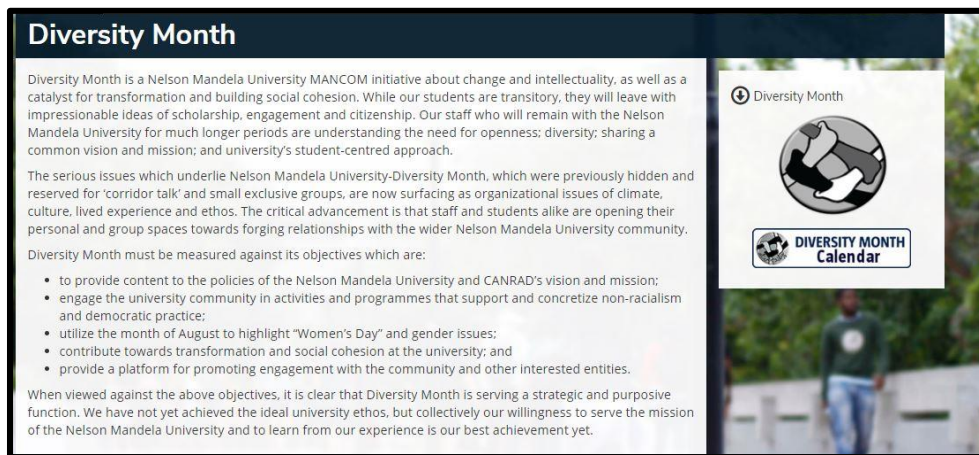 Diversity Month
Diversity Month is a Nelson Mandela University MANCOM initiative about change and intellectuality, as well as a
catalyst for transformation and building social cohesion. While our students are transitory, they will leave with
impressionable ideas of scholarship, engagement and citizenship. Our staff who will remain with the Nelson
Mandela University for much longer periods are understanding the need for openness; diversity; sharing a
common vision and mission; and university's student-centred approach.
The serious issues which underlie Nelson Mandela University-Diversity Month, which were previously hidden and
reserved for 'corridor talk' and small exclusive groups, are now surfacing as organizational issues of climate,
culture, lived experience and ethos. The critical advancement is that staff and students alike are opening their
personal and group spaces towards forging relationships with the wider Nelson Mandela University community.
Diversity Month must be measured against its objectives which are:
• to provide content to the policies of the Nelson Mandela University and CANRAD's vision and mission;
• engage the university community in activities and programmes that support and concretize non-racialism
and democratic practice;
• utilize the month of August to highlight "Women's Day" and gender issues;
• contribute towards transformation and social cohesion at the university; and
• provide a platform for promoting engagement with the community and other interested entities.
When viewed against the above objectives, it is clear that Diversity Month is serving a strategic and purposive
function. We have not yet achieved the ideal university ethos, but collectively our willingness to serve the mission
of the Nelson Mandela University and to learn from our experience is our best achievement yet.
Diversity Month
DIVERSITY MONTH
Calendar